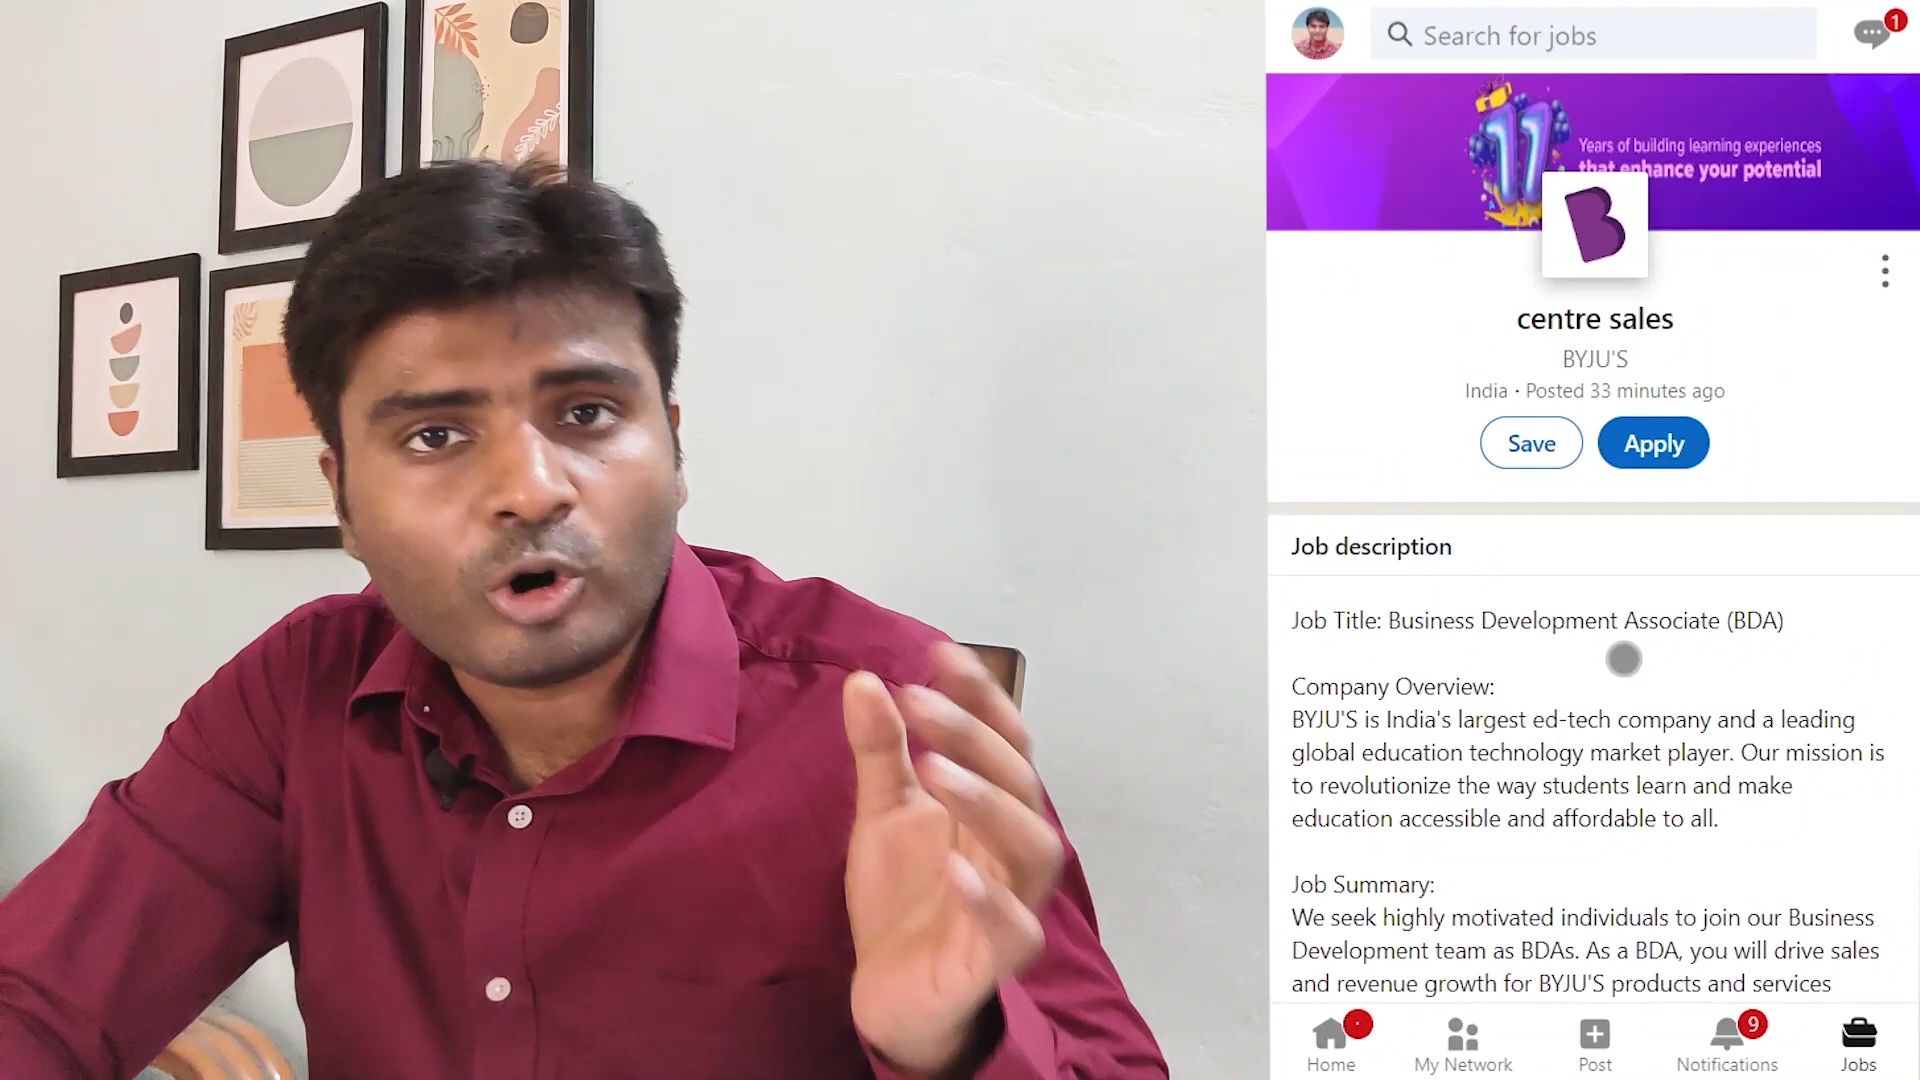 Search for jobs
1
11
Years of building learning experiences
that enhance your potential
B
centre sales
BYJU'S
India · Posted 33 minutes ago
Save
Apply
Job description
Job Title: Business Development Associate (BDA)
Company Overview:
BYJU'S is India's largest ed-tech company and a leading
global education technology market player. Our mission is
to revolutionize the way students learn and make
education accessible and affordable to all.
Job Summary:
We seek highly motivated individuals to join our Business
Development team as BDAs. As a BDA, you will drive sales
and revenue growth for BYJU'S products and services
Home
My Network
Post
9
Notifications
Jobs